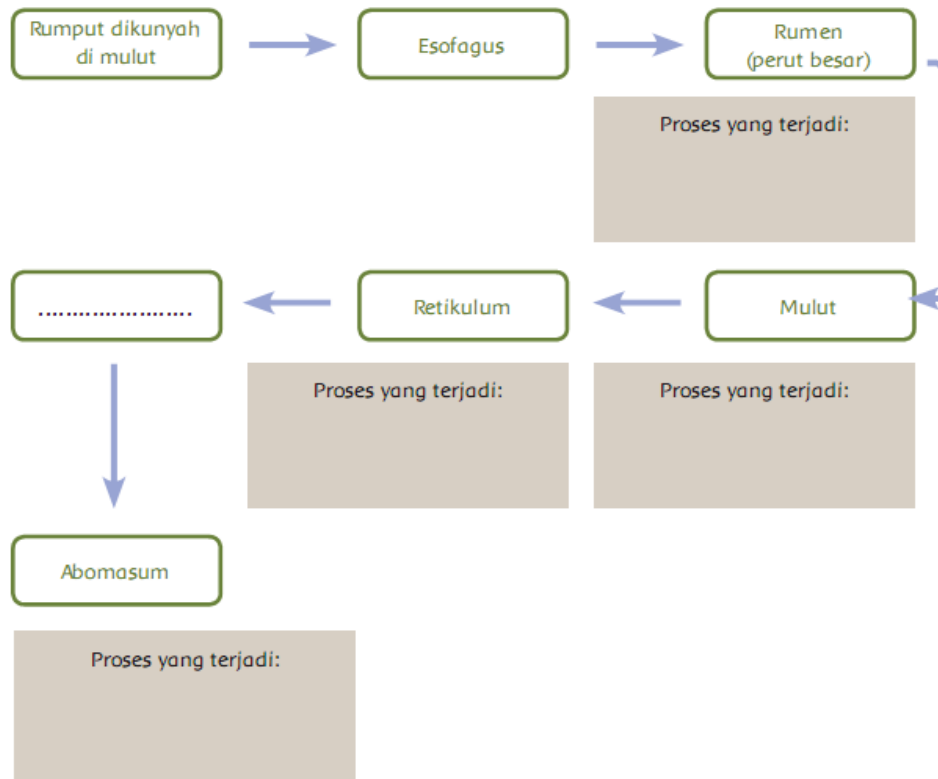 Rumput dikunyah
di mulut
Esofagus
Rumen
(perut besar)
Proses yang terjadi:
......................
Retikulum
Mulut
Proses yang terjadi:
Proses yang terjadi:
Abomasum
Proses yang terjadi: